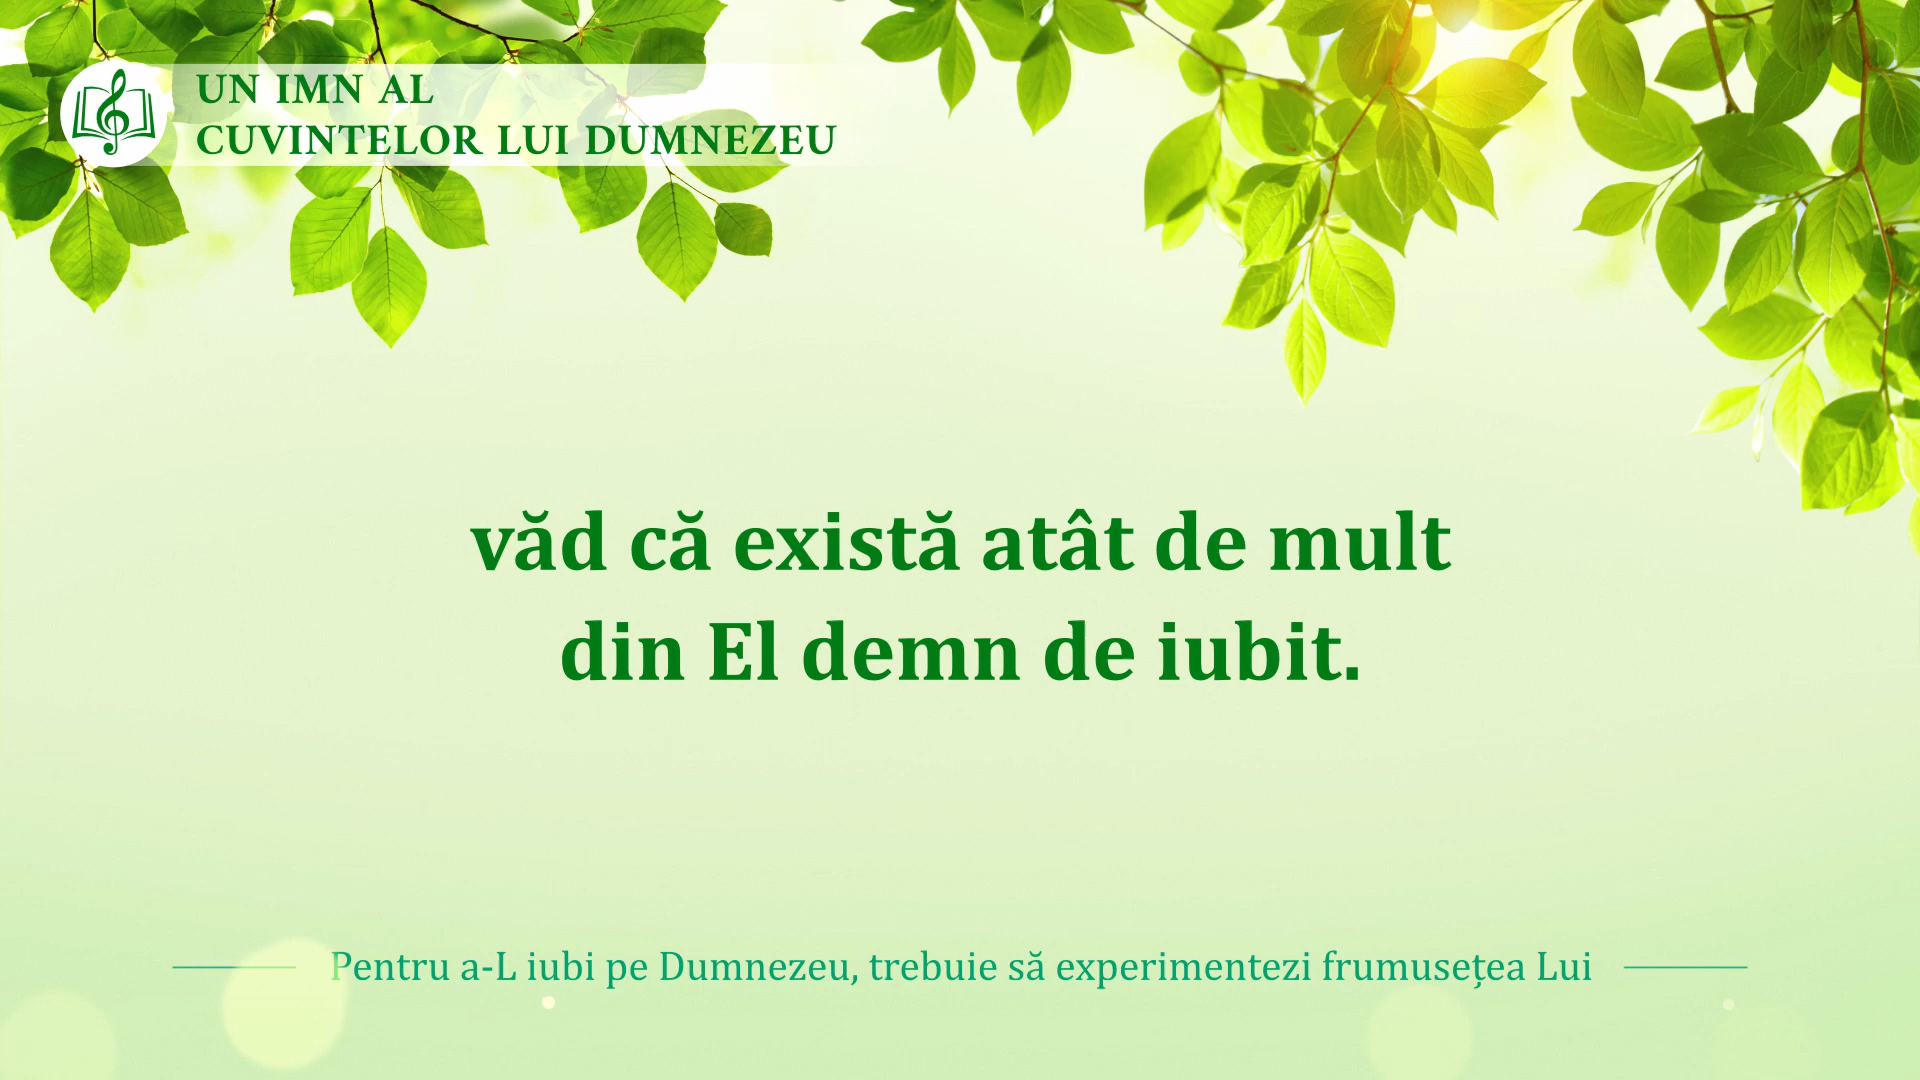 UN IMN AL
CUVINTELOR LUI DUMNEZEU
văd că există atât de mult
din El demn de iubit.
Pentru a-L iubi pe Dumnezeu, trebuie să experimentezi frumusețea Lui